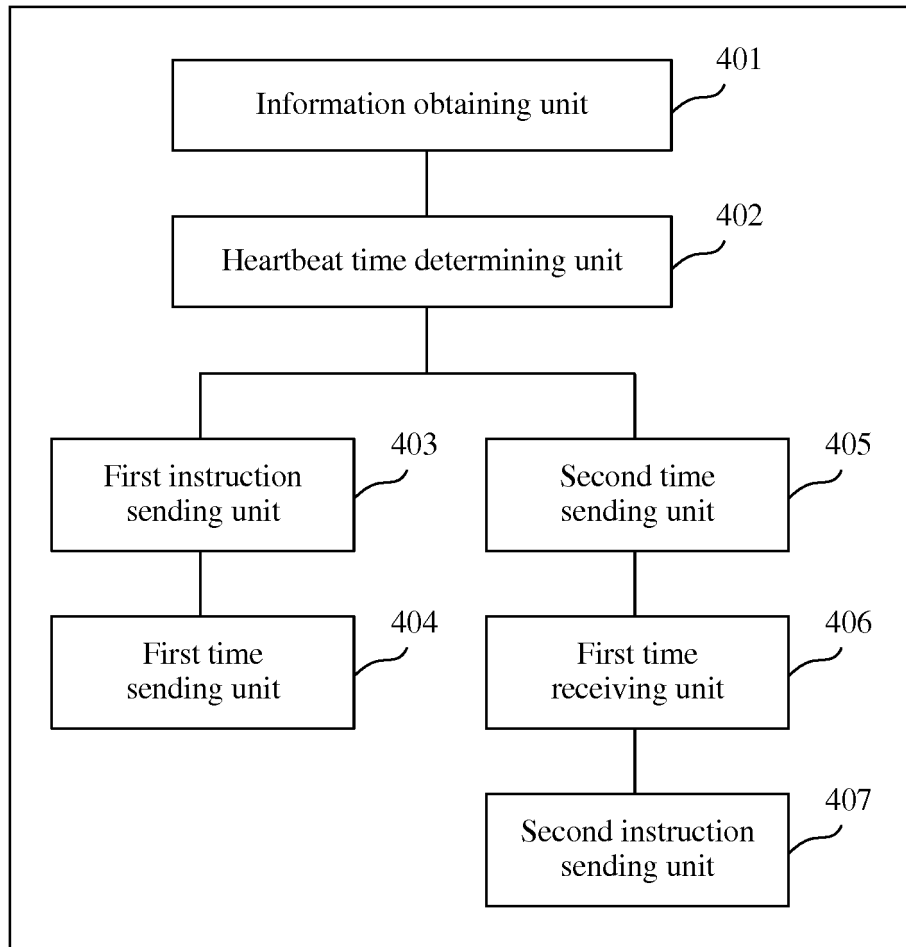 401
Information obtaining unit
402
Heartbeat time determining unit
403
First instruction
sending unit
405
Second time
sending unit
404
First time
sending unit
406
First time
receiving unit
407
Second instruction
sending unit